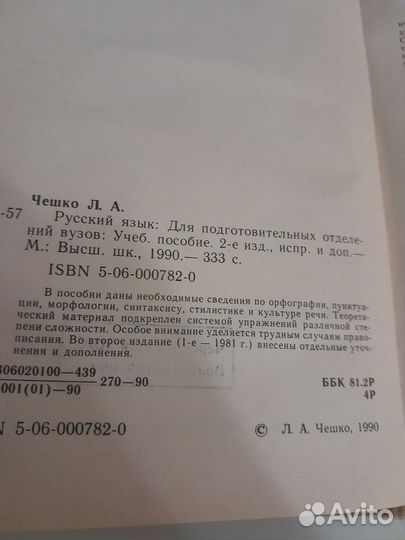 Чешко Л. А.
-57
Русский язык: Для подготовительных отделе-
ний вузов: Учеб. пособие. 2-е изд., испр. и доп.—
М.: Высш. шк., 1990.— 333 с.
ISBN 5-06-000782-0
В пособии даны необходимые сведения по орфографии, пунктуа-
ции, морфологии, синтаксису, стилистике и культуре речи. Теорети-
ческий материал подкреплен системой упражнений различной сте-
пени сложности. Особое внимание уделяется трудным случаям право-
писания. Во второе издание (1-е — 1981 г.) внесены отдельные уточ-
нения и дополнения.
306020100—439
001(01)—90
270—90
ББК 81.2Р
4Р
N 5-06-000782-0
© Л. А. Чешко, 1990
Avito